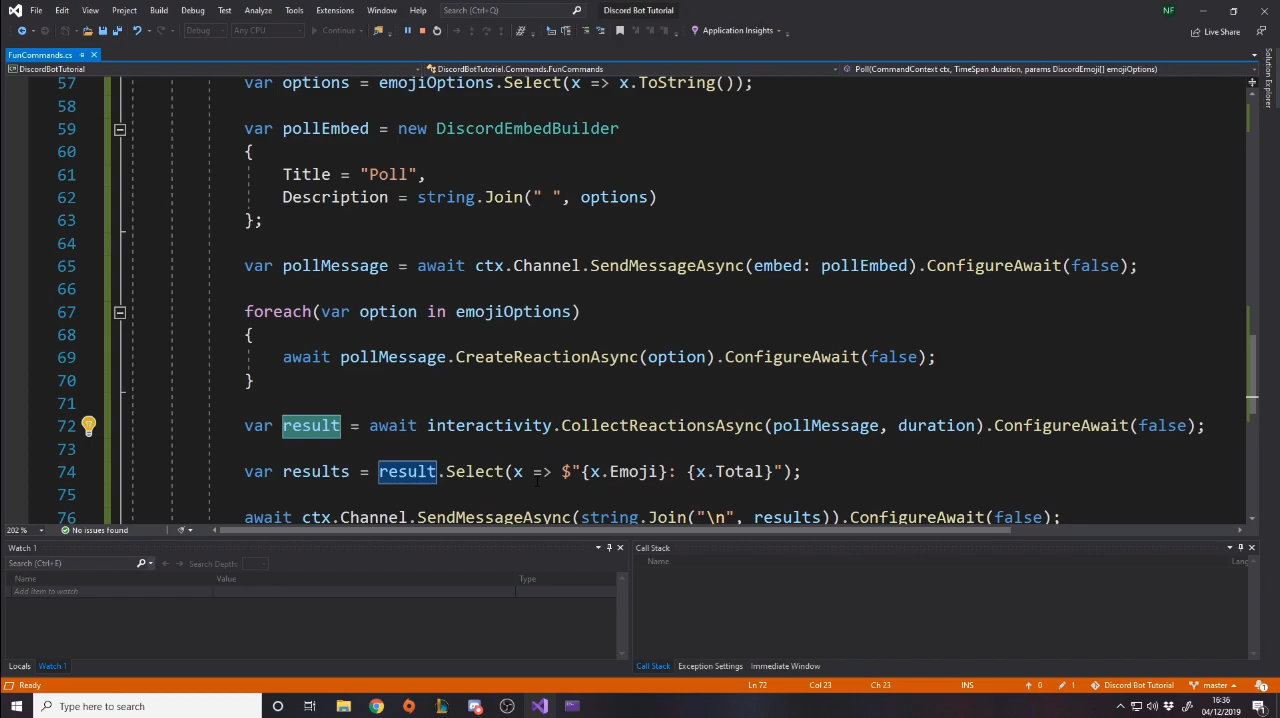 File Edit View Project Build Debug Test Analyze Tools Extensions Window Help Search (Ctrl+Q) Discord Bot Tutorial NF
Debug Any CPU Continue Application Insights Live Share
FunCommands.cs
DiscordBotTutorial DiscordBotTutorial.Commands.FunCommands Poll(CommandContext ctx, TimeSpan duration, params DiscordEmoji[] emojiOptions)
Solution Explorer
57 var options = emojiOptions.Select(x => x.ToString());
58
59 var pollEmbed = new DiscordEmbedBuilder
60 {
61 Title = "Poll",
62 Description = string.Join(" ", options)
63 };
64
65 var pollMessage = await ctx.Channel.SendMessageAsync(embed: pollEmbed).ConfigureAwait(false);
66
67 foreach(var option in emojiOptions)
68 {
69 await pollMessage.CreateReactionAsync(option).ConfigureAwait(false);
70 }
71
72 var result = await interactivity.CollectReactionsAsync(pollMessage, duration).ConfigureAwait(false);
73
74 var results = result.Select(x => $"{x.Emoji}: {x.Total}");
75
76 await ctx.Channel.SendMessageAsync(string.Join("\n", results)).ConfigureAwait(false);
202 % No issues found
Watch 1 Call Stack
Search (Ctrl+E) Search Depth: Name Lang
Name Value Type
Add item to watch
Locals Watch 1 Call Stack Exception Settings Immediate Window
Ready Ln 72 Col 23 Ch 23 INS 0 1 Discord Bot Tutorial master 1
Type here to search 16:36
04/12/2019